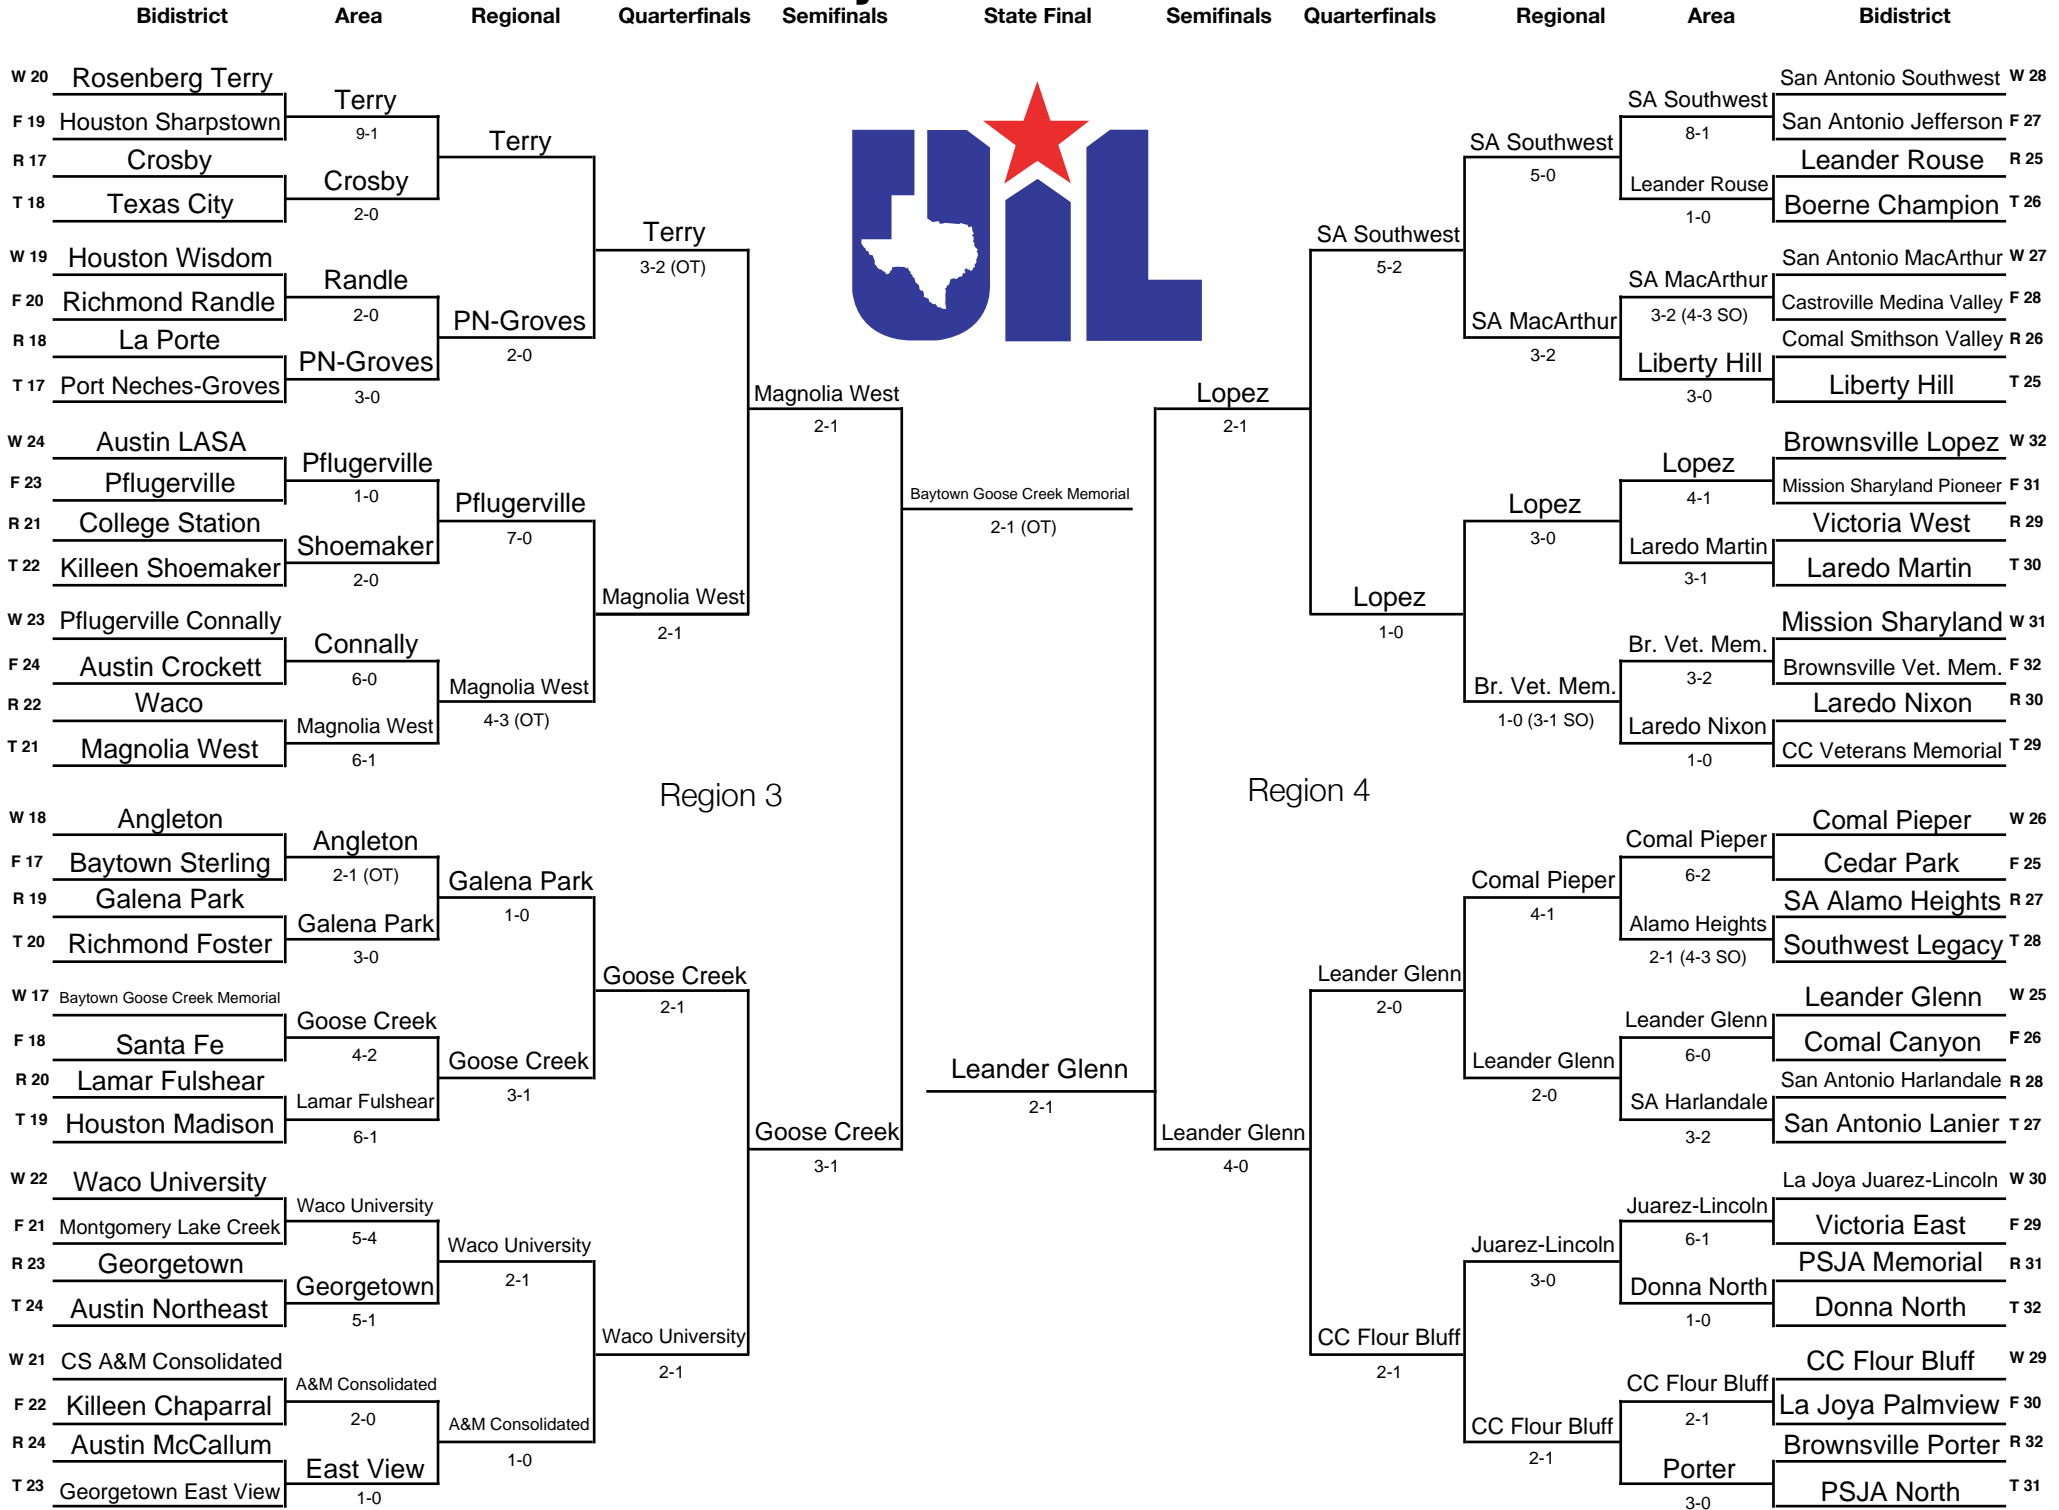 Bidistrict Area Regional Quarterfinals Semifinals State Final Semifinals Quarterfinals Regional Area Bidistrict
W 20 Rosenberg Terry
Terry
9-1
F 19 Houston Sharpstown
Terry
R 17 Crosby
Crosby
2-0
T 18 Texas City
Terry
3-2 (OT)
W 19 Houston Wisdom
Randle
2-0
F 20 Richmond Randle
PN-Groves
2-0
R 18 La Porte
PN-Groves
3-0
T 17 Port Neches-Groves
Magnolia West
2-1
W 24 Austin LASA
Pflugerville
1-0
F 23 Pflugerville
Pflugerville
7-0
R 21 College Station
Shoemaker
2-0
T 22 Killeen Shoemaker
Magnolia West
2-1
W 23 Pflugerville Connally
Connally
6-0
F 24 Austin Crockett
Magnolia West
4-3 (OT)
R 22 Waco
Magnolia West
6-1
T 21 Magnolia West
Region 3
Baytown Goose Creek Memorial
2-1 (OT)
W 18 Angleton
Angleton
2-1 (OT)
F 17 Baytown Sterling
Galena Park
1-0
R 19 Galena Park
Galena Park
3-0
T 20 Richmond Foster
Goose Creek
2-1
W 17 Baytown Goose Creek Memorial
Goose Creek
4-2
F 18 Santa Fe
Goose Creek
3-1
R 20 Lamar Fulshear
Lamar Fulshear
6-1
T 19 Houston Madison
Goose Creek
3-1
W 22 Waco University
Waco University
5-4
F 21 Montgomery Lake Creek
Waco University
2-1
R 23 Georgetown
Georgetown
5-1
T 24 Austin Northeast
Waco University
2-1
W 21 CS A&M Consolidated
A&M Consolidated
2-0
F 22 Killeen Chaparral
A&M Consolidated
1-0
R 24 Austin McCallum
East View
1-0
T 23 Georgetown East View
UIL
Leander Glenn
2-1
San Antonio Southwest W 28
SA Southwest
8-1
San Antonio Jefferson F 27
SA Southwest
5-0
Leander Rouse R 25
Leander Rouse
1-0
Boerne Champion T 26
SA Southwest
5-2
San Antonio MacArthur W 27
SA MacArthur
3-2 (4-3 SO)
Castroville Medina Valley F 28
SA MacArthur
3-2
Comal Smithson Valley R 26
Liberty Hill
3-0
Liberty Hill T 25
Lopez
2-1
Brownsville Lopez W 32
Lopez
4-1
Mission Sharyland Pioneer F 31
Lopez
3-0
Victoria West R 29
Laredo Martin
3-1
Laredo Martin T 30
Lopez
1-0
Mission Sharyland W 31
Br. Vet. Mem.
3-2
Brownsville Vet. Mem. F 32
Br. Vet. Mem.
1-0 (3-1 SO)
Laredo Nixon R 30
Laredo Nixon
1-0
CC Veterans Memorial T 29
Region 4
Comal Pieper W 26
Comal Pieper
6-2
Cedar Park F 25
Comal Pieper
4-1
SA Alamo Heights R 27
Alamo Heights
2-1 (4-3 SO)
Southwest Legacy T 28
Leander Glenn
2-0
Leander Glenn W 25
Leander Glenn
6-0
Comal Canyon F 26
Leander Glenn
2-0
San Antonio Harlandale R 28
SA Harlandale
3-2
San Antonio Lanier T 27
Leander Glenn
4-0
La Joya Juarez-Lincoln W 30
Juarez-Lincoln
6-1
Victoria East F 29
Juarez-Lincoln
3-0
PSJA Memorial R 31
Donna North
1-0
Donna North T 32
CC Flour Bluff
2-1
CC Flour Bluff W 29
CC Flour Bluff
2-1
La Joya Palmview F 30
CC Flour Bluff
2-1
Brownsville Porter R 32
Porter
3-0
PSJA North T 31